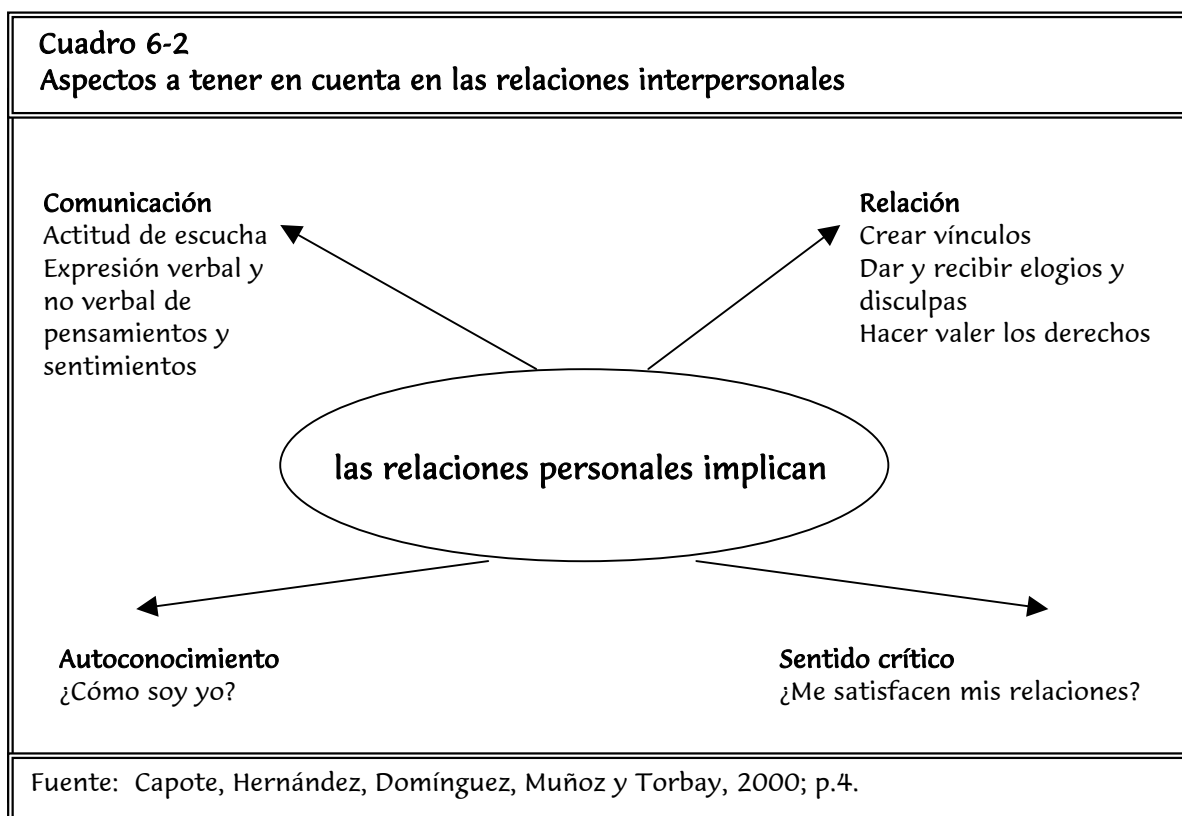 Cuadro 6-2
Aspectos a tener en cuenta en las relaciones interpersonales
Comunicación
Actitud de escucha
Expresión verbal y
no verbal de
pensamientos y
sentimientos
Relación
Crear vínculos
Dar y recibir elogios y
disculpas
Hacer valer los derechos
las relaciones personales implican
Autoconocimiento
¿Cómo soy yo?
Sentido crítico
¿Me satisfacen mis relaciones?
Fuente: Capote, Hernández, Domínguez, Muñoz y Torbay, 2000; p.4.